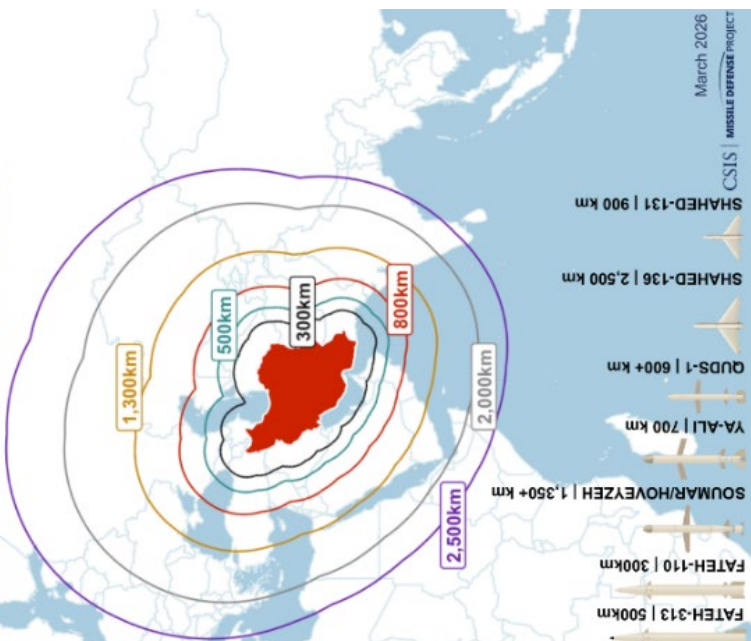 March 2026
CSIS | MISSILE DEFENSE PROJECT
1,300km
500km
300km
800km
2,000km
2,500km
SHAHED-131 | 900 km
SHAHED-136 | 2,500 km
QUDS-1 | 600+ km
YA-ALI | 700 km
SOUMAR/HOVEYZEH | 1,350+ km
FATEH-110 | 300km
FATEH-313 | 500km